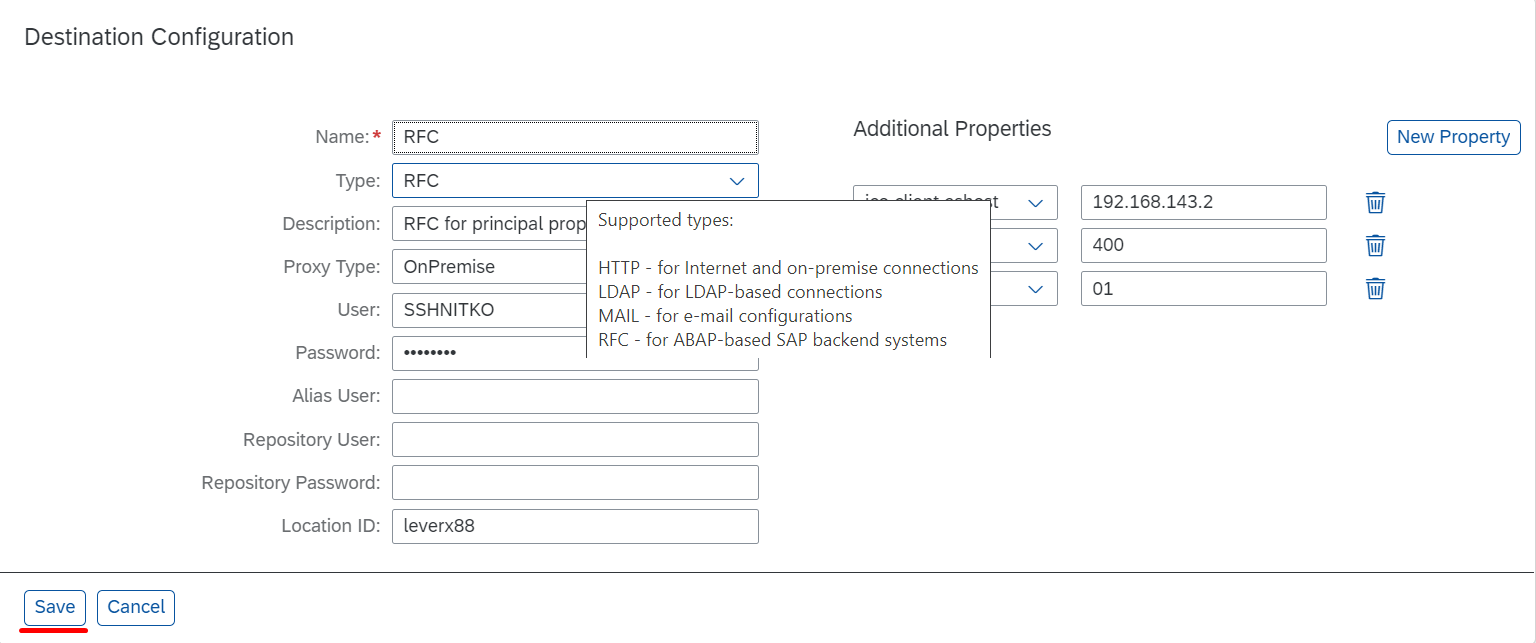 Destination Configuration
Name:* RFC
Type: RFC
Description: RFC for principal prop
Proxy Type: OnPremise
User: SSHNITKO
Password: ••••••••
Alias User:
Repository User:
Repository Password:
Location ID: leverx88
Supported types:
HTTP - for Internet and on-premise connections
LDAP - for LDAP-based connections
MAIL - for e-mail configurations
RFC - for ABAP-based SAP backend systems
Additional Properties
New Property
192.168.143.2
400
01
Save Cancel